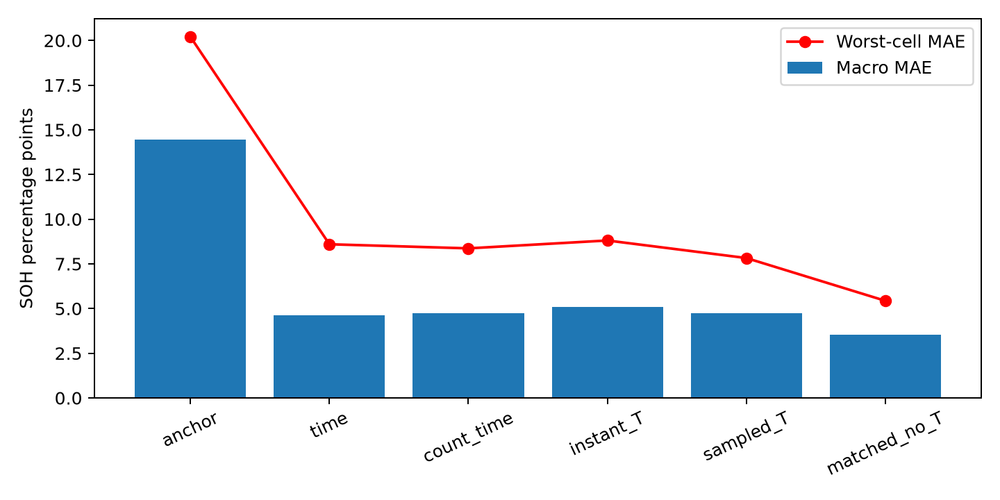 SOH percentage points
20.0
17.5
15.0
12.5
10.0
7.5
5.0
2.5
0.0
Worst-cell MAE
Macro MAE
anchor
time
count_time
instant_T
sampled_T
matched_no_T